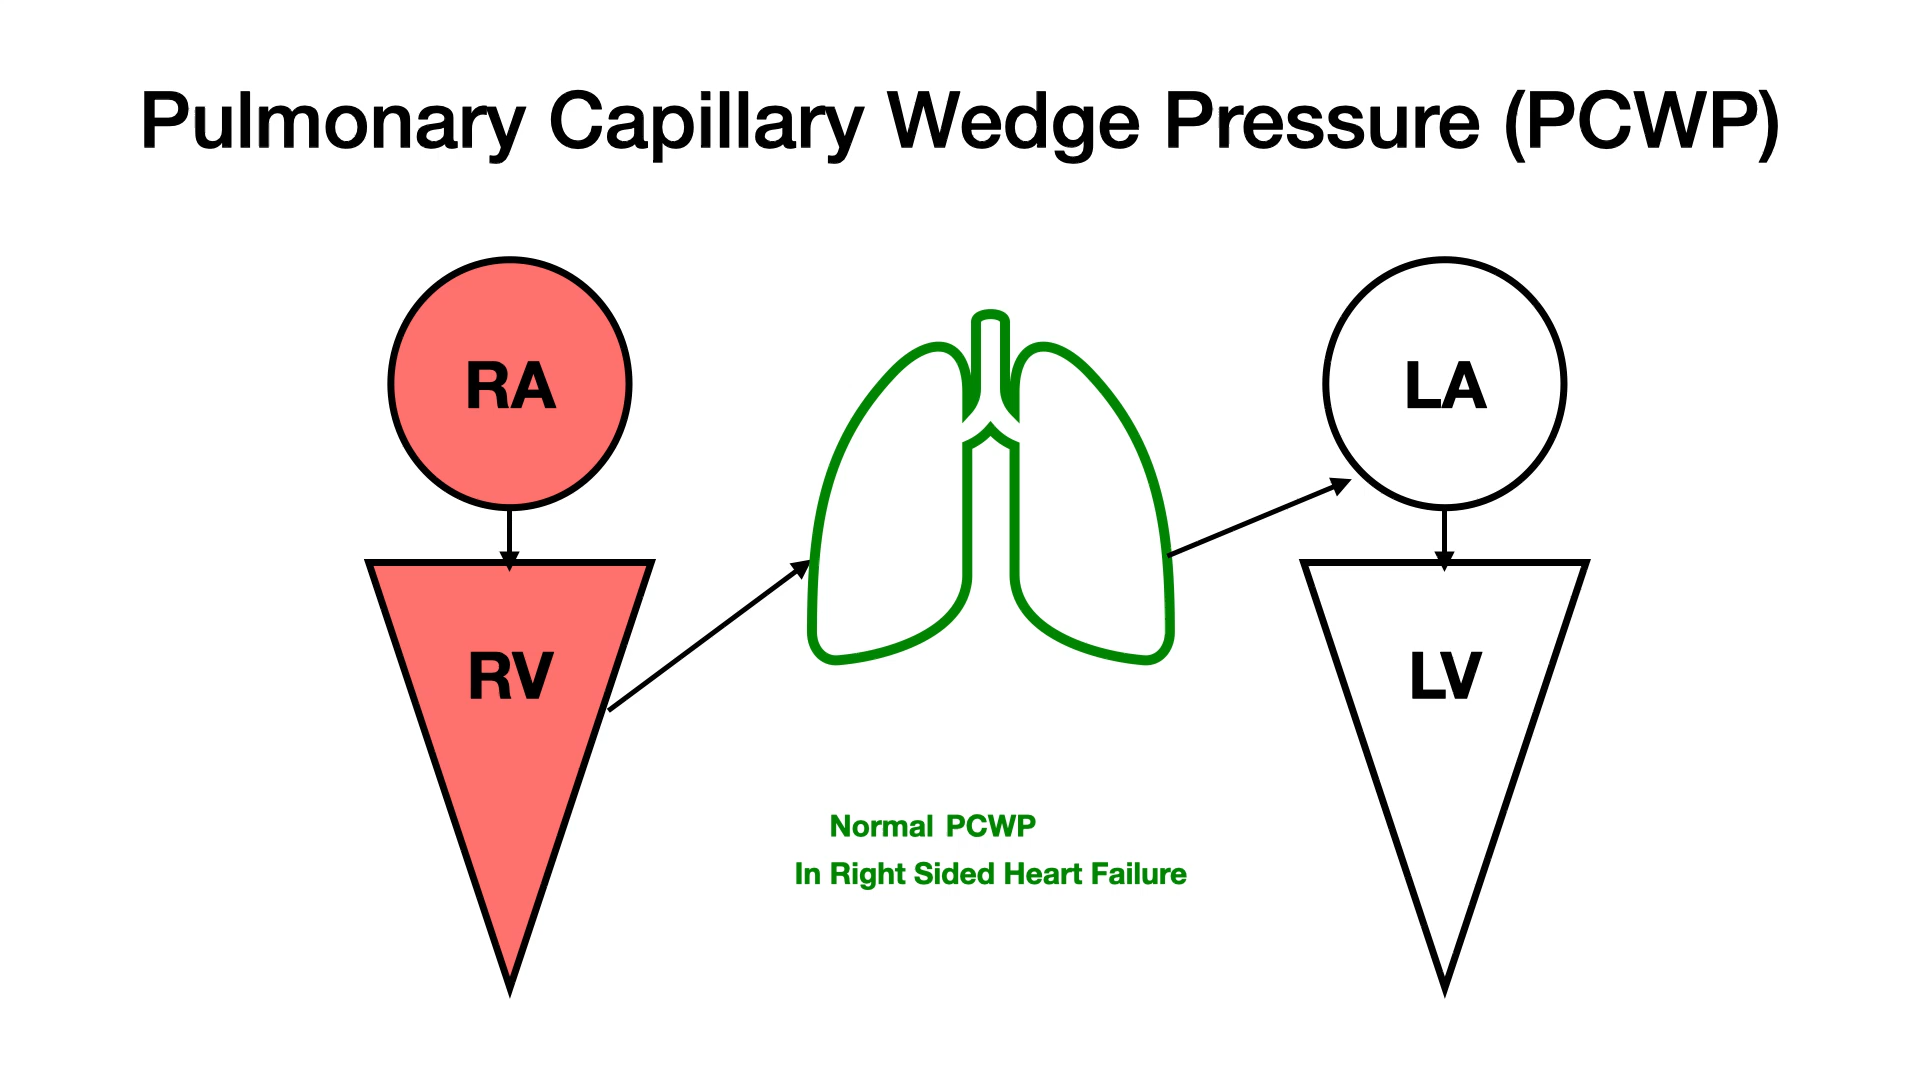 Pulmonary Capillary Wedge Pressure (PCWP)
RA
LA
RV
LV
Normal PCWP
In Right Sided Heart Failure